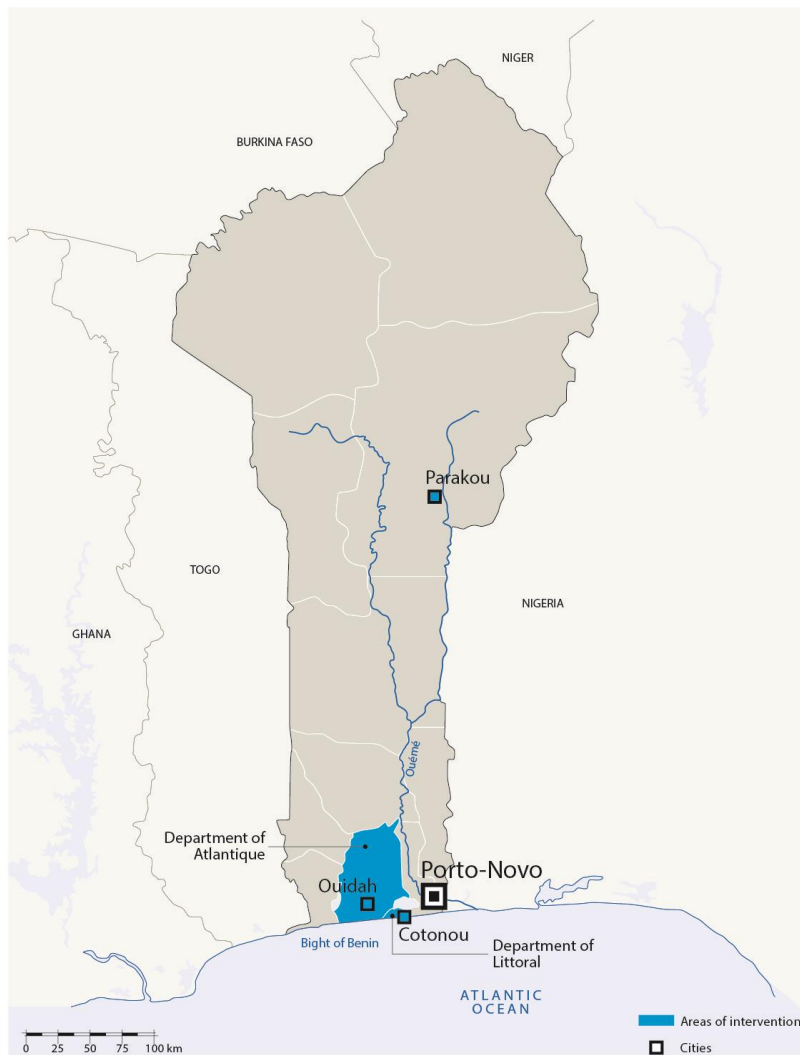 NIGER
BURKINA FASO
Parakou
TOGO
NIGERIA
GHANA
Ouémé
Department of
Atlantique
Porto-Novo
Ouidah
Cotonou
Bight of Benin
Department of
Littoral
ATLANTIC
OCEAN
Areas of intervention
Cities
0 25 50 75 100 km